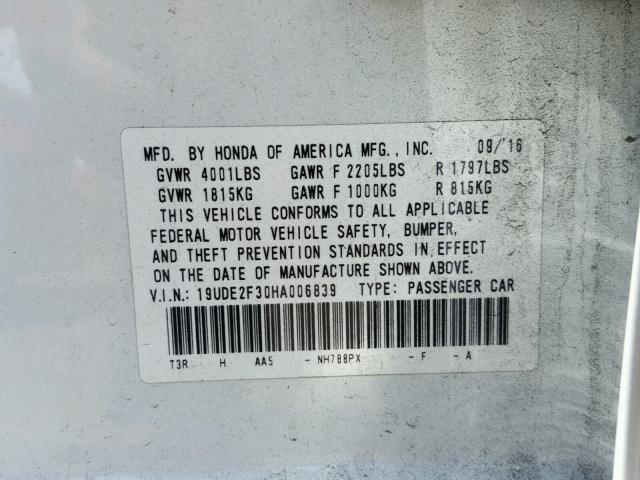 MFD. BY HONDA OF AMERICA MFG., INC. 09/'16
GVWR 4001LBS GAWR F 2205LBS R 1797LBS
GVWR 1815KG GAWR F 1000KG R 815KG
THIS VEHICLE CONFORMS TO ALL APPLICABLE
FEDERAL MOTOR VEHICLE SAFETY, BUMPER,
AND THEFT PREVENTION STANDARDS IN EFFECT
ON THE DATE OF MANUFACTURE SHOWN ABOVE.
V.I.N.: 19UDE2F30HA006839 TYPE: PASSENGER CAR
T3R H AA5 - NH788PX - F - A